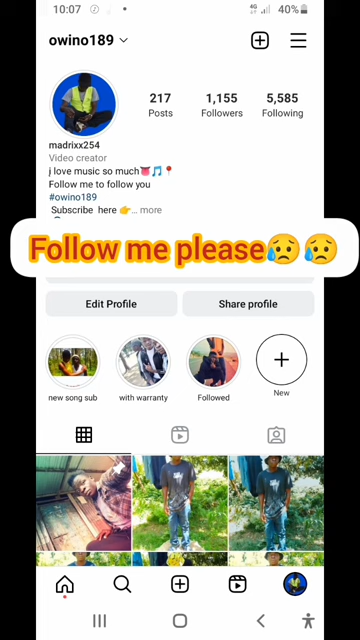 10:07
4G
40%
owino189
217
1,155
5,585
Posts
Followers
Following
madrixx254
Video creator
j love music so much👅🎵📍
Follow me to follow you
#owino189
Subscribe here 👉... more
Follow me please😥😥
Edit Profile
Share profile
new song sub
with warranty
Followed
New